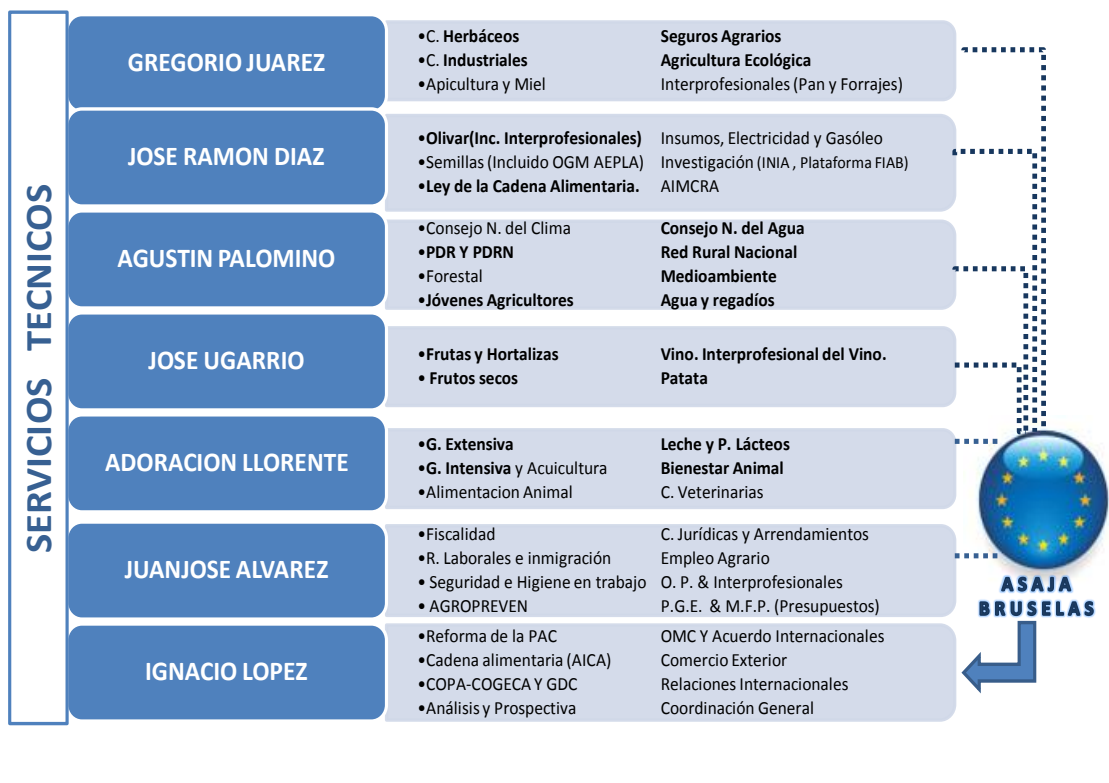 SERVICIOS TECNICOS
GREGORIO JUAREZ
•C. Herbáceos Seguros Agrarios
•C. Industriales Agricultura Ecológica
•Apicultura y Miel Interprofesionales (Pan y Forrajes)
JOSE RAMON DIAZ
•Olivar(Inc. Interprofesionales) Insumos, Electricidad y Gasóleo
•Semillas (Incluido OGM AEPLA) Investigación (INIA , Plataforma FIAB)
•Ley de la Cadena Alimentaria. AIMCRA
AGUSTIN PALOMINO
•Consejo N. del Clima Consejo N. del Agua
•PDR Y PDRN Red Rural Nacional
•Forestal Medioambiente
•Jóvenes Agricultores Agua y regadíos
JOSE UGARRIO
•Frutas y Hortalizas Vino. Interprofesional del Vino.
• Frutos secos Patata
ADORACION LLORENTE
•G. Extensiva Leche y P. Lácteos
•G. Intensiva y Acuicultura Bienestar Animal
•Alimentacion Animal C. Veterinarias
JUANJOSE ALVAREZ
•Fiscalidad C. Jurídicas y Arrendamientos
•R. Laborales e inmigración Empleo Agrario
• Seguridad e Higiene en trabajo O. P. & Interprofesionales
• AGROPREVEN P.G.E. & M.F.P. (Presupuestos)
IGNACIO LOPEZ
•Reforma de la PAC OMC Y Acuerdo Internacionales
•Cadena alimentaria (AICA) Comercio Exterior
•COPA-COGECA Y GDC Relaciones Internacionales
•Análisis y Prospectiva Coordinación General
ASAJA
BRUSELAS